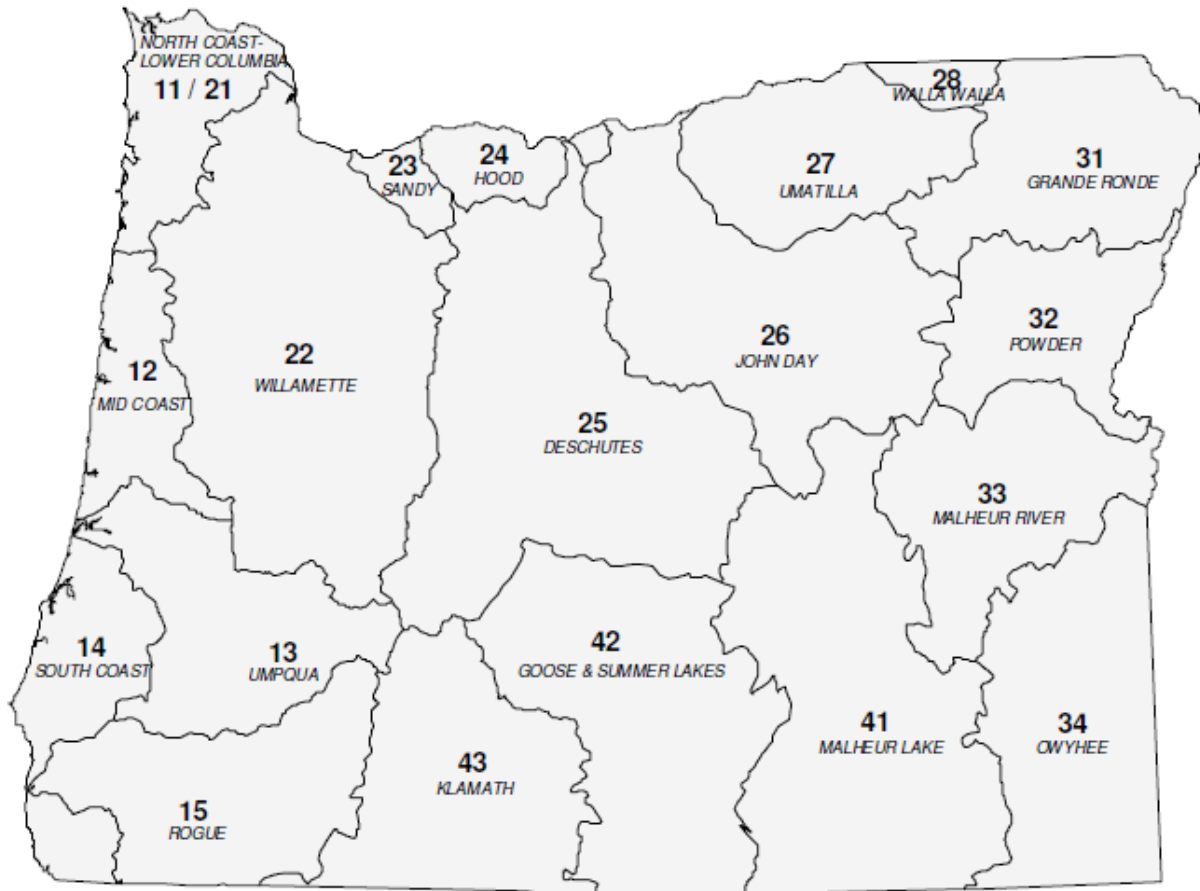 NORTH COAST-
LOWER COLUMBIA
11 / 21
28
WALLA WALLA
23
SANDY
24
HOOD
27
UMATILLA
31
GRANDE RONDE
22
WILLAMETTE
12
MID COAST
26
JOHN DAY
32
POWDER
25
DESCHUTES
33
MALHEUR RIVER
14
SOUTH COAST
13
UMPQUA
42
GOOSE & SUMMER LAKES
41
MALHEUR LAKE
34
OWYHEE
43
KLAMATH
15
ROGUE